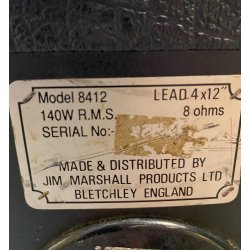 Model 8412 LEAD 4x12"
140W R.M.S. 8 ohms
SERIAL No:-
MADE & DISTRIBUTED BY
JIM MARSHALL PRODUCTS LTD
BLETCHLEY ENGLAND